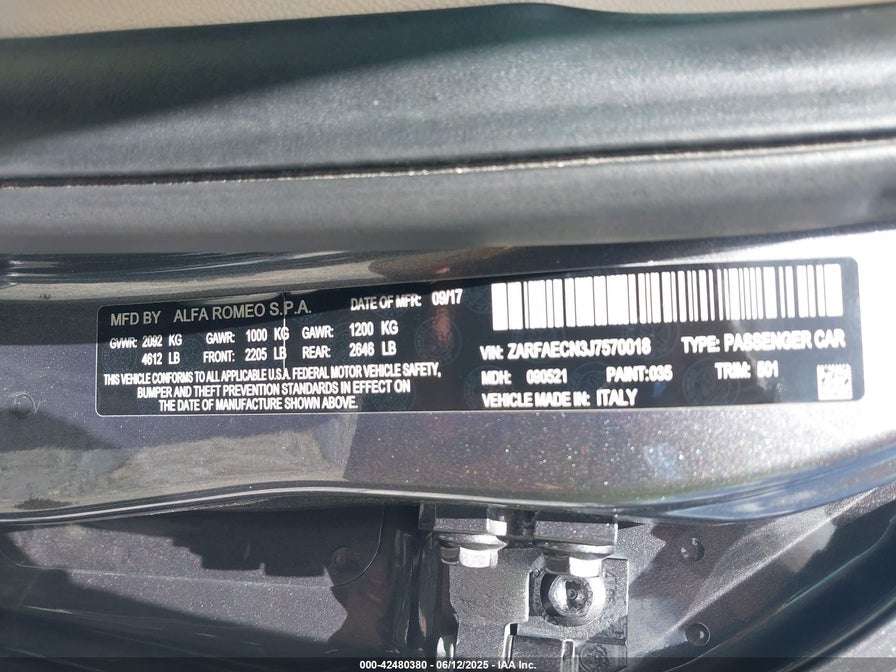 MFD BY ALFA ROMEO S.P.A. DATE OF MFR: 09/17
GVWR: 2092 KG GAWR: 1000 KG GAWR: 1200 KG
4612 LB FRONT: 2205 LB REAR: 2646 LB
THIS VEHICLE CONFORMS TO ALL APPLICABLE U.S.A. FEDERAL MOTOR VEHICLE SAFETY,
BUMPER AND THEFT PREVENTION STANDARDS IN EFFECT ON
THE DATE OF MANUFACTURE SHOWN ABOVE.
VIN: ZARFAECN3J7570018 TYPE: PASSENGER CAR
MDH: 090521 PAINT: 035 TRIM: 801
VEHICLE MADE IN: ITALY
000-42480380 - 06/12/2025 - IAA Inc.